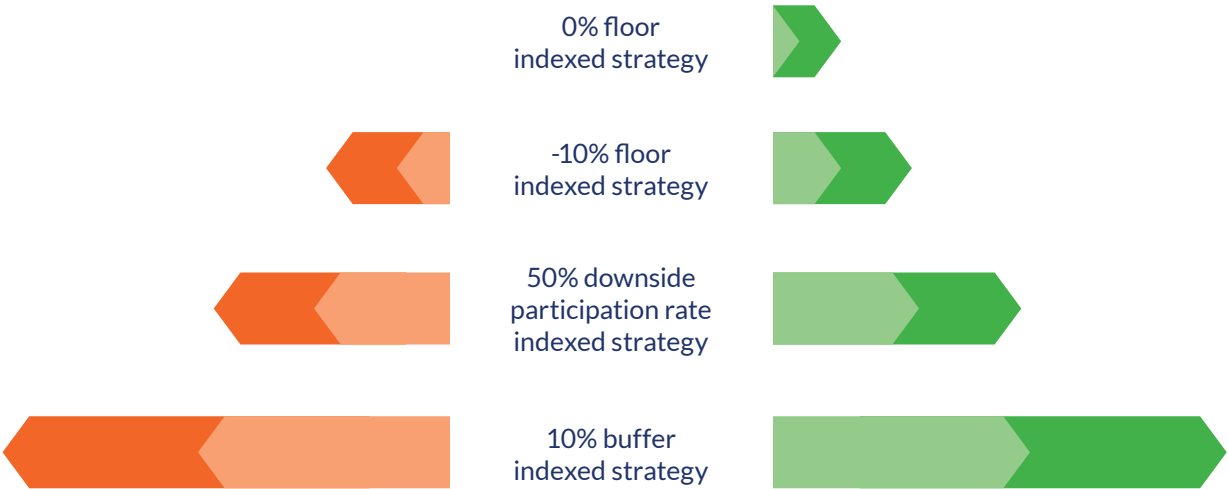 0% floor
indexed strategy
-10% floor
indexed strategy
50% downside
participation rate
indexed strategy
10% buffer
indexed strategy